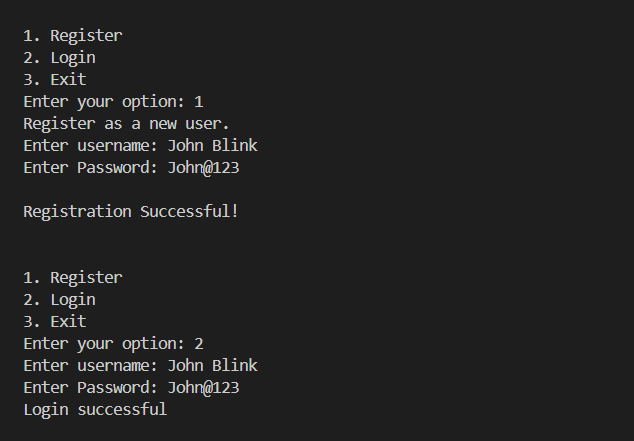 1. Register
2. Login
3. Exit
Enter your option: 1
Register as a new user.
Enter username: John Blink
Enter Password: John@123
Registration Successful!
1. Register
2. Login
3. Exit
Enter your option: 2
Enter username: John Blink
Enter Password: John@123
Login successful